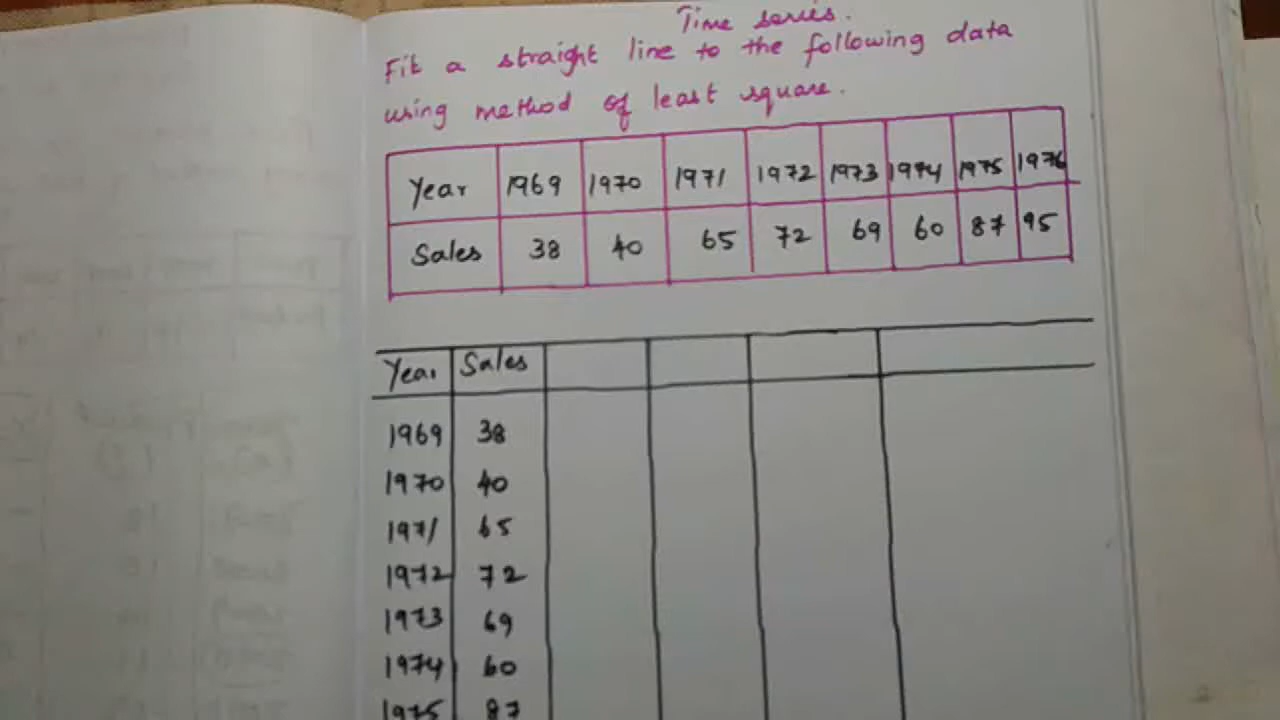 Time series.
Fit a straight line to the following data
using method of least square.
Year 1969 1970 1971 1972 1973 1974 1975 1976
Sales 38 40 65 72 69 60 87 95
Year Sales
1969 38
1970 40
1971 65
1972 72
1973 69
1974 60
1975 87